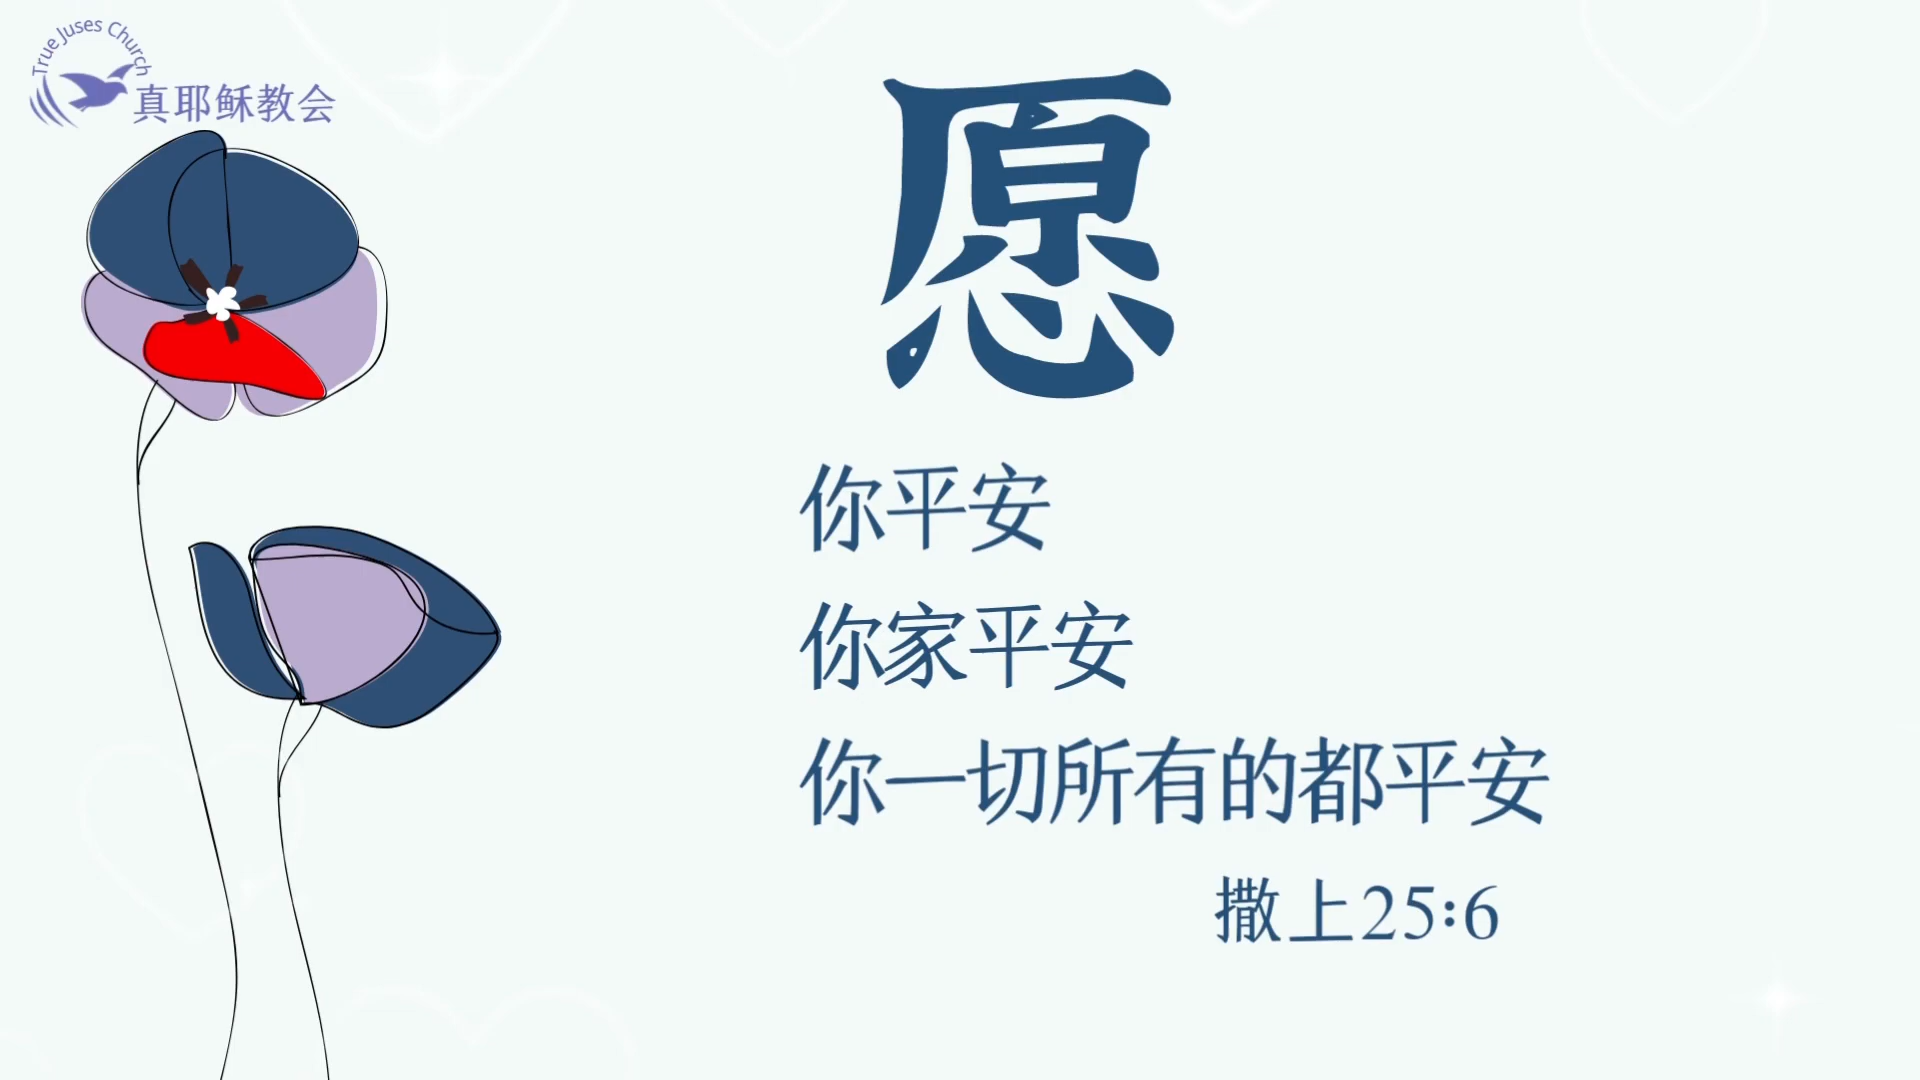 True Juses Church
真耶稣教会
愿
你平安
你家平安
你一切所有的都平安
撒上25:6